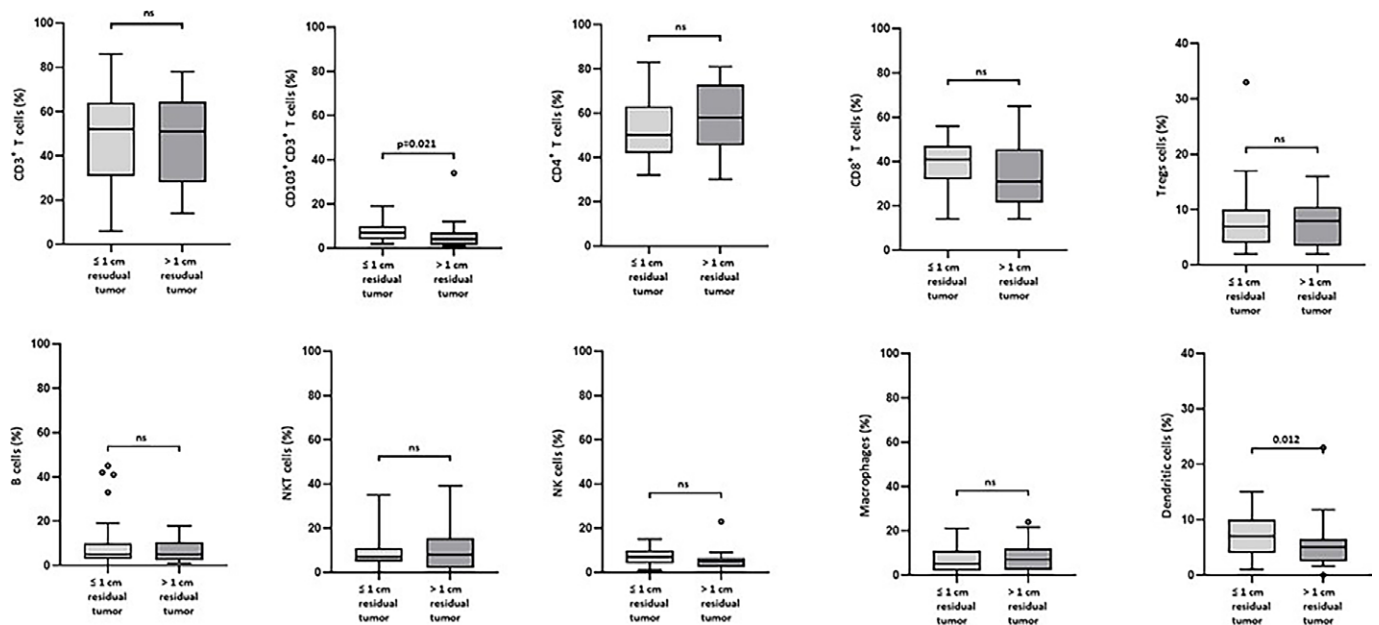 CD3⁺ T cells (%)
100
80
60
40
20
0
ns
≤ 1 cm
resudual
tumor
> 1 cm
resudual
tumor
CD103⁺ CD3⁺ T cells (%)
100
80
60
40
20
0
p=0.021
≤ 1 cm
residual
tumor
> 1 cm
residual
tumor
CD4⁺ T cells (%)
100
80
60
40
20
0
ns
≤ 1 cm
residual
tumor
> 1 cm
residual
tumor
CD8⁺ T cells (%)
100
80
60
40
20
0
ns
≤ 1 cm
residual
tumor
> 1 cm
residual
tumor
Tregs cells (%)
40
30
20
10
0
ns
≤ 1 cm
residual
tumor
> 1 cm
residual
tumor
B cells (%)
100
80
60
40
20
0
ns
≤ 1 cm
residual
tumor
> 1 cm
residual
tumor
NKT cells (%)
100
80
60
40
20
0
ns
≤ 1 cm
residual
tumor
> 1 cm
residual
tumor
NK cells (%)
100
80
60
40
20
0
ns
≤ 1 cm
residual
tumor
> 1 cm
residual
tumor
Macrophages (%)
100
80
60
40
20
0
ns
≤ 1 cm
residual
tumor
> 1 cm
residual
tumor
Dendritic cells (%)
40
30
20
10
0
0.012
≤ 1 cm
residual
tumor
> 1 cm
residual
tumor